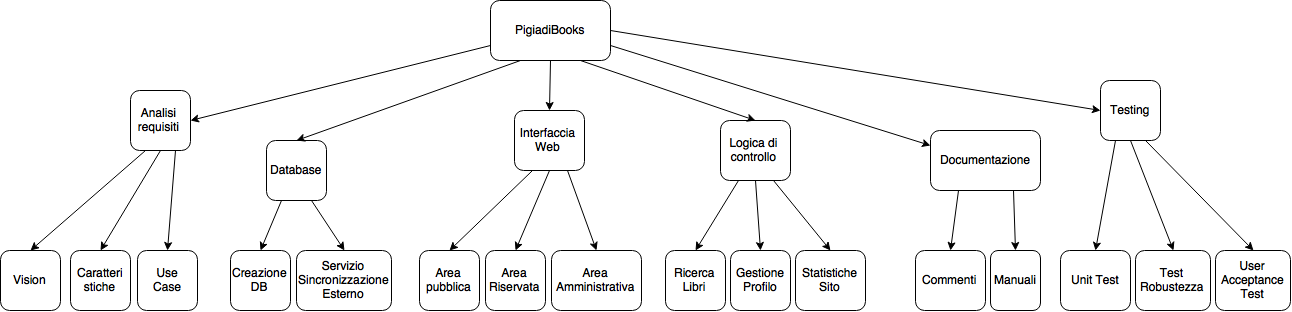 PigiadiBooks
Analisi
requisiti
Database
Interfaccia
Web
Logica di
controllo
Documentazione
Testing
Vision
Caratteri
stiche
Use
Case
Creazione
DB
Servizio
Sincronizzazione
Esterno
Area
pubblica
Area
Riservata
Area
Amministrativa
Ricerca
Libri
Gestione
Profilo
Statistiche
Sito
Commenti
Manuali
Unit Test
Test
Robustezza
User
Acceptance
Test